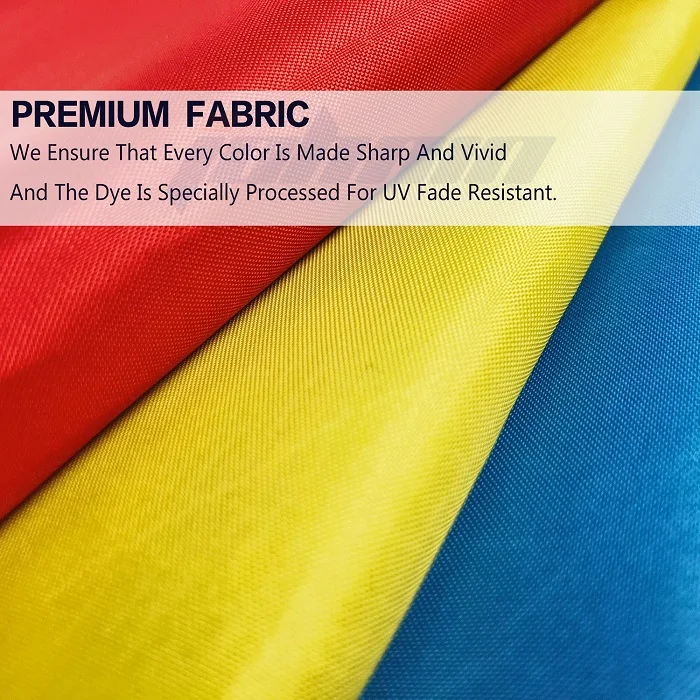 PREMIUM FABRIC
We Ensure That Every Color Is Made Sharp And Vivid
And The Dye Is Specially Processed For UV Fade Resistant.